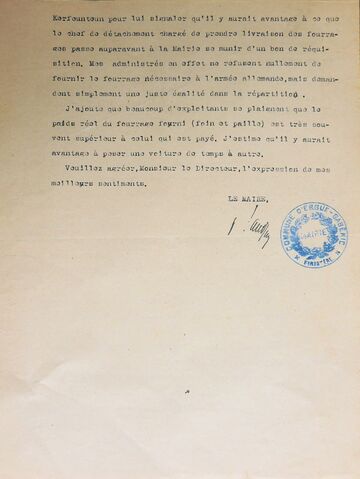 Kerfounteun pour lui signaler qu'il y aurait avantage à ce que
le chef de détachement chargé de prendre livraison des fourra-
ges passe auparavant à la Mairie se munir d'un bon de réqui-
sition. Mes administrés en effet ne refusent nullement de
fournir le fourrage nécessaire à l'armée allemande,mais deman-
dent simplement une juste égalité dans la répartition.
J'ajoute que beaucoup d'exploitants se plaignent que le
poids réel du fourrage fourni (foin et paille) est très sou-
vent supérieur à celui qui est payé. J'estime qu'il y aurait
avantage à peser une voiture de temps à autre.
Veuillez agréer,Monsieur le Directeur,l'expression de mes
meilleurs sentiments.
LE MAIRE,
COMMUNE D'ERGUE-GABERIC
MAIRIE
FINISTERE